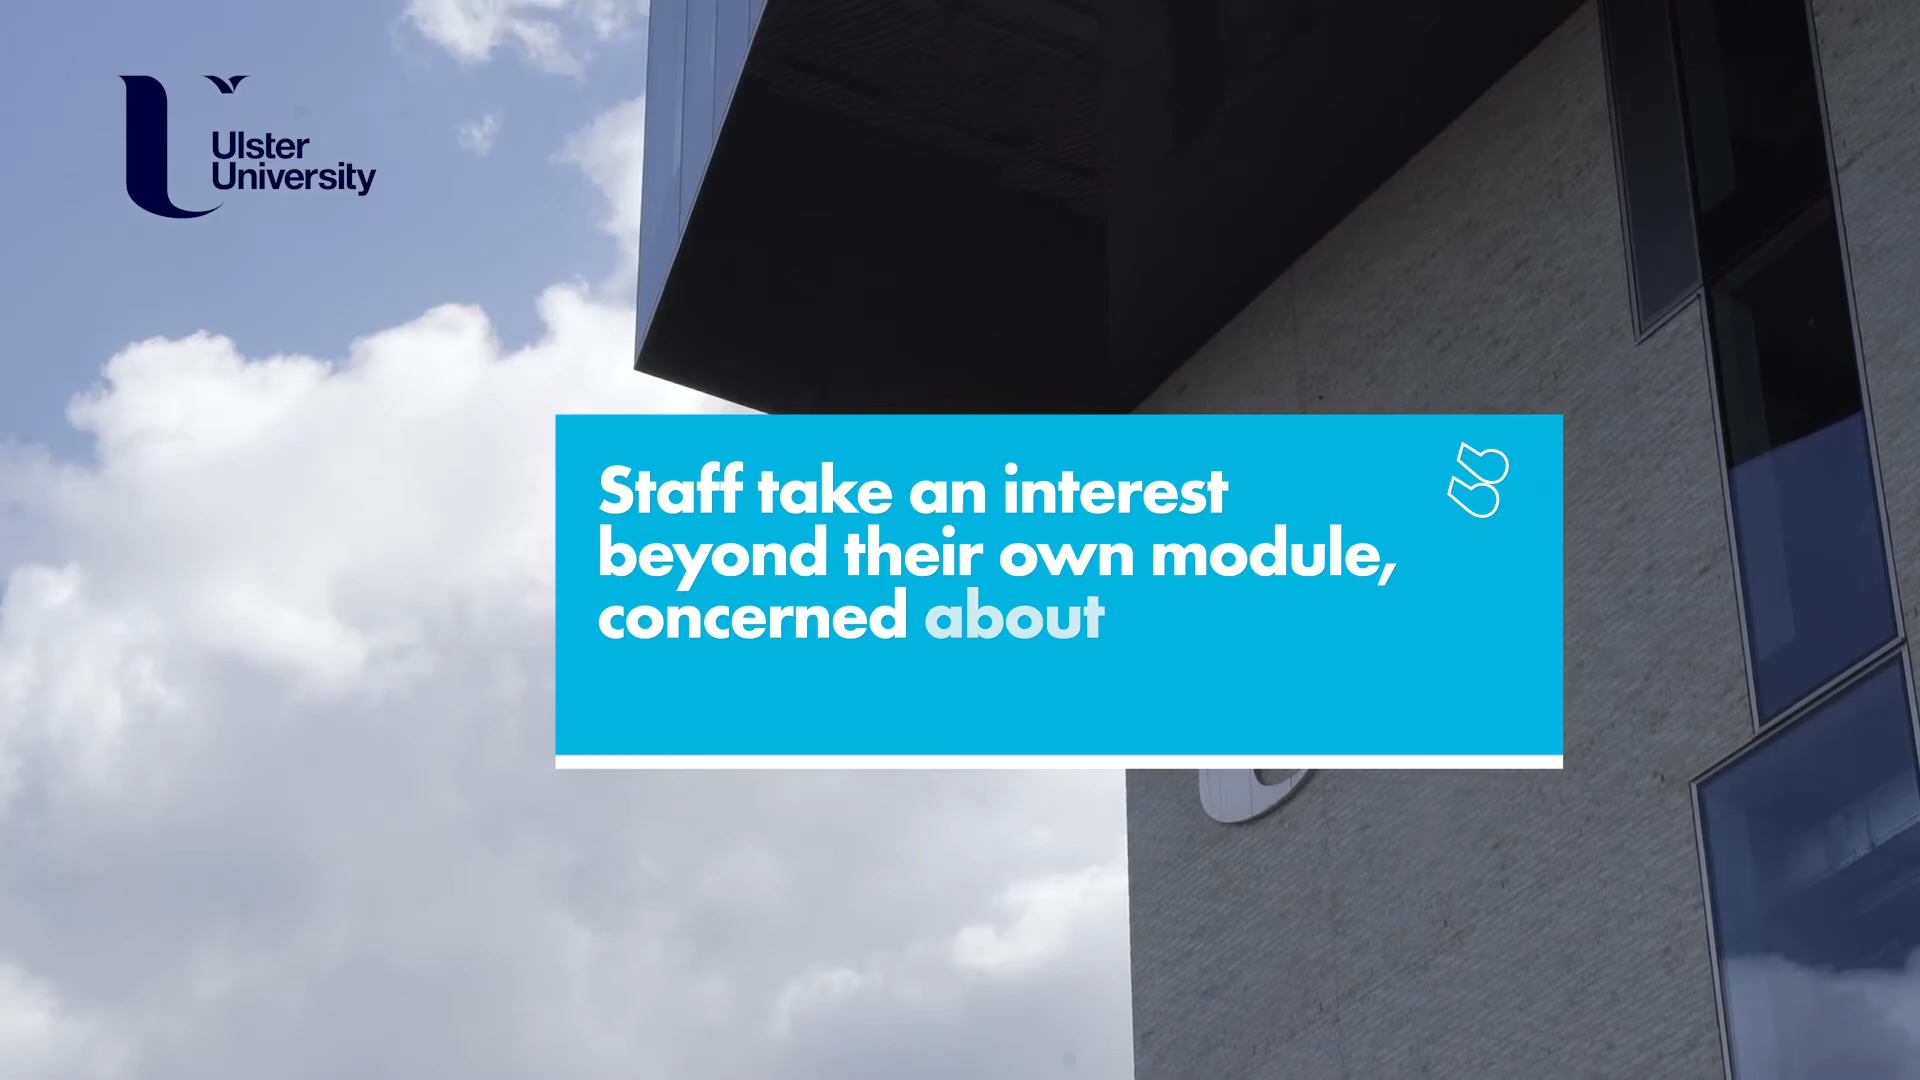 Ulster
University
Staff take an interest
beyond their own module,
concerned about